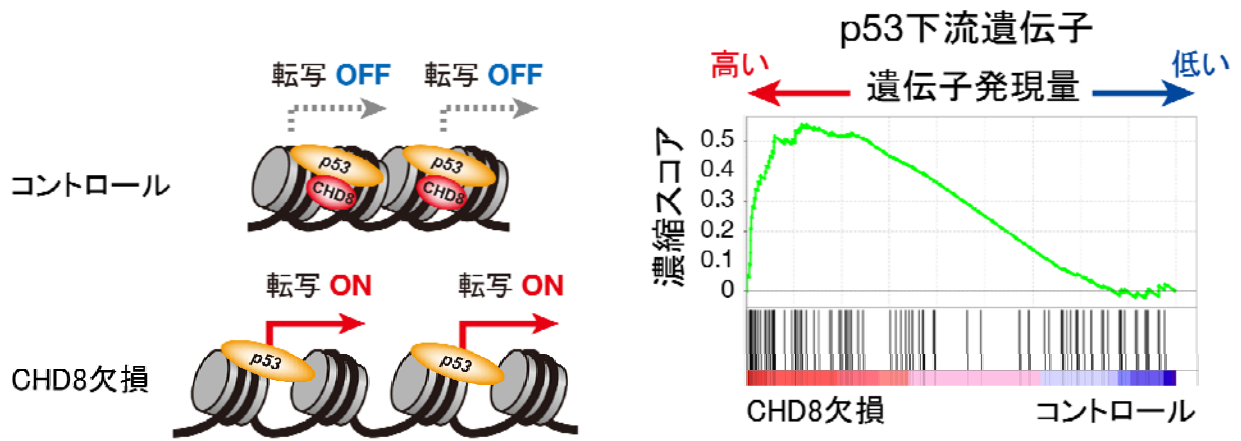 転写 OFF
転写 OFF
コントロール
p53
CHD8
p53
CHD8
転写 ON
転写 ON
CHD8欠損
p53
p53
p53下流遺伝子
高い
遺伝子発現量
低い
濃縮スコア
0.5
0.4
0.3
0.2
0.1
0
CHD8欠損
コントロール